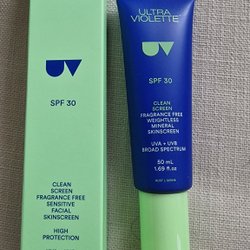 UV
SPF 30
CLEAN
SCREEN
FRAGRANCE FREE
SENSITIVE
FACIAL
SKINSCREEN
HIGH
PROTECTION
ULTRA
VIOLETTE
UV
SPF 30
CLEAN
SCREEN
FRAGRANCE FREE
WEIGHTLESS
MINERAL
SKINSCREEN
UVA + UVB
BROAD SPECTRUM
50 mL
1.69 fl.oz